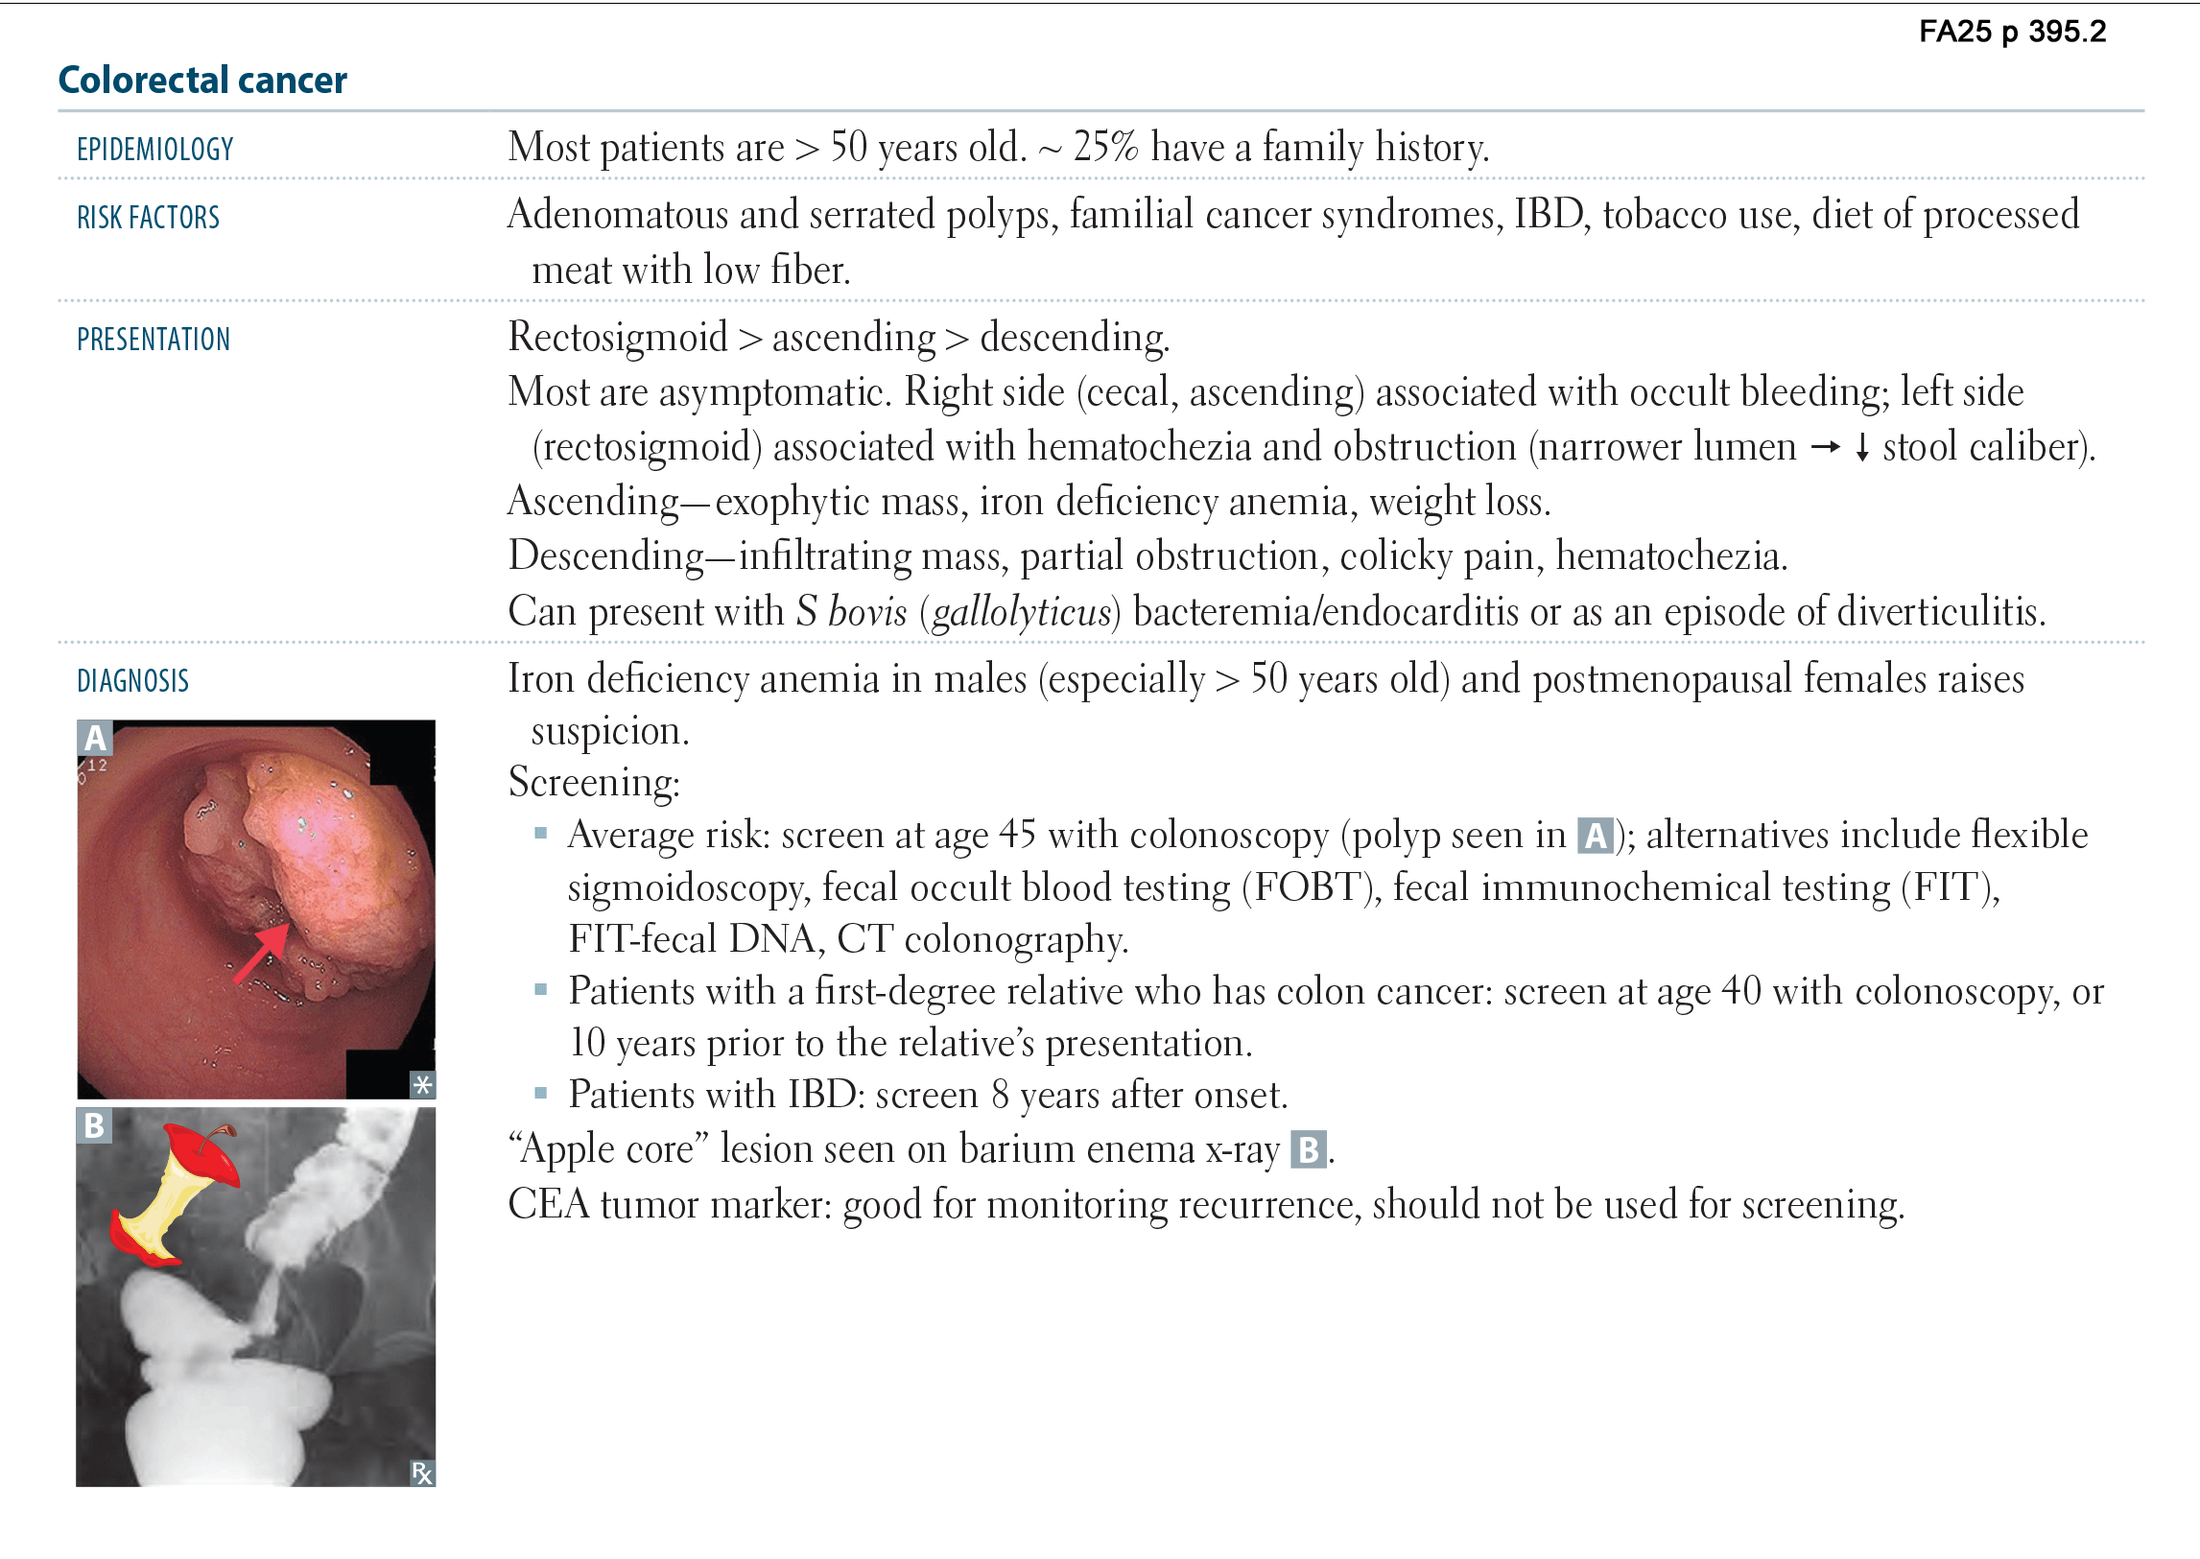 FA25 p 395.2
Colorectal cancer
EPIDEMIOLOGY
Most patients are > 50 years old. ~ 25% have a family history.
RISK FACTORS
Adenomatous and serrated polyps, familial cancer syndromes, IBD, tobacco use, diet of processed
meat with low fiber.
PRESENTATION
Rectosigmoid > ascending > descending.
Most are asymptomatic. Right side (cecal, ascending) associated with occult bleeding; left side
(rectosigmoid) associated with hematochezia and obstruction (narrower lumen → ↓ stool caliber).
Ascending—exophytic mass, iron deficiency anemia, weight loss.
Descending—infiltrating mass, partial obstruction, colicky pain, hematochezia.
Can present with S bovis (gallolyticus) bacteremia/endocarditis or as an episode of diverticulitis.
DIAGNOSIS
Iron deficiency anemia in males (especially > 50 years old) and postmenopausal females raises
suspicion.
Screening:
▪ Average risk: screen at age 45 with colonoscopy (polyp seen in A); alternatives include flexible
sigmoidoscopy, fecal occult blood testing (FOBT), fecal immunochemical testing (FIT),
FIT-fecal DNA, CT colonography.
▪ Patients with a first-degree relative who has colon cancer: screen at age 40 with colonoscopy, or
10 years prior to the relative’s presentation.
▪ Patients with IBD: screen 8 years after onset.
“Apple core” lesion seen on barium enema x-ray B.
CEA tumor marker: good for monitoring recurrence, should not be used for screening.
A
12
0
*
B
Rx